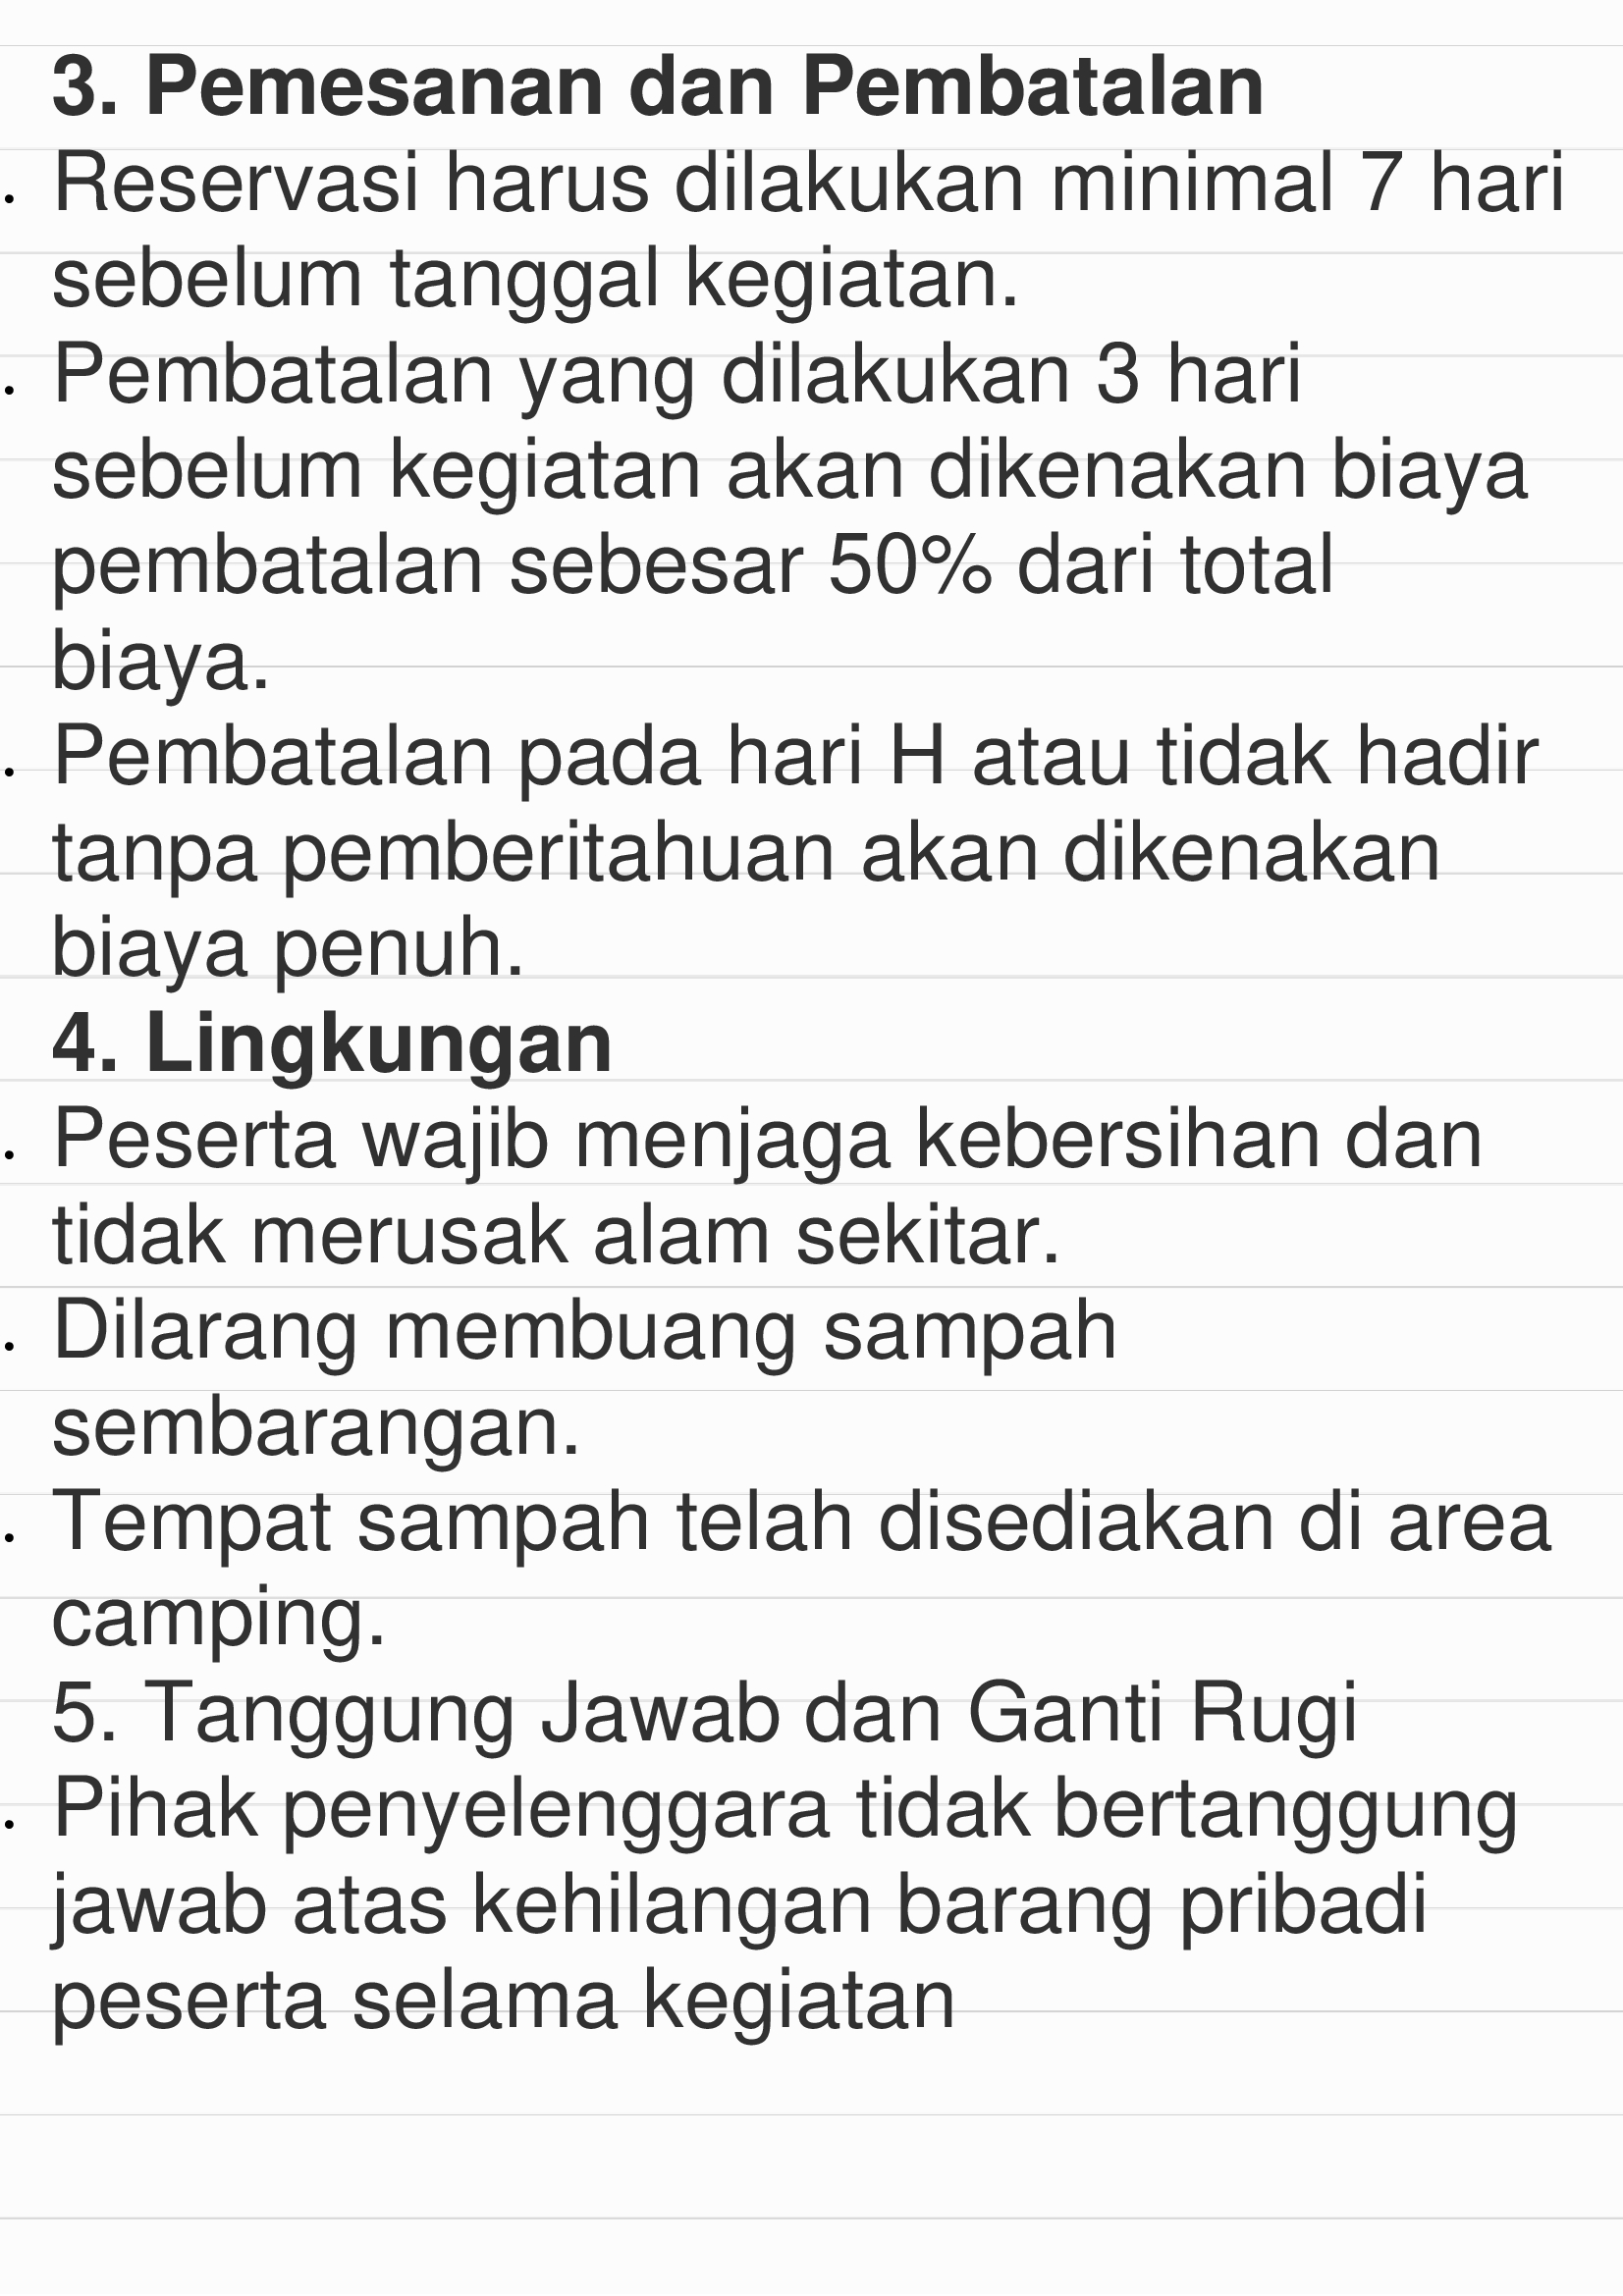 3. Pemesanan dan Pembatalan
• Reservasi harus dilakukan minimal 7 hari
sebelum tanggal kegiatan.
• Pembatalan yang dilakukan 3 hari
sebelum kegiatan akan dikenakan biaya
pembatalan sebesar 50% dari total
biaya.
• Pembatalan pada hari H atau tidak hadir
tanpa pemberitahuan akan dikenakan
biaya penuh.
4. Lingkungan
• Peserta wajib menjaga kebersihan dan
tidak merusak alam sekitar.
• Dilarang membuang sampah
sembarangan.
• Tempat sampah telah disediakan di area
camping.
5. Tanggung Jawab dan Ganti Rugi
• Pihak penyelenggara tidak bertanggung
jawab atas kehilangan barang pribadi
peserta selama kegiatan